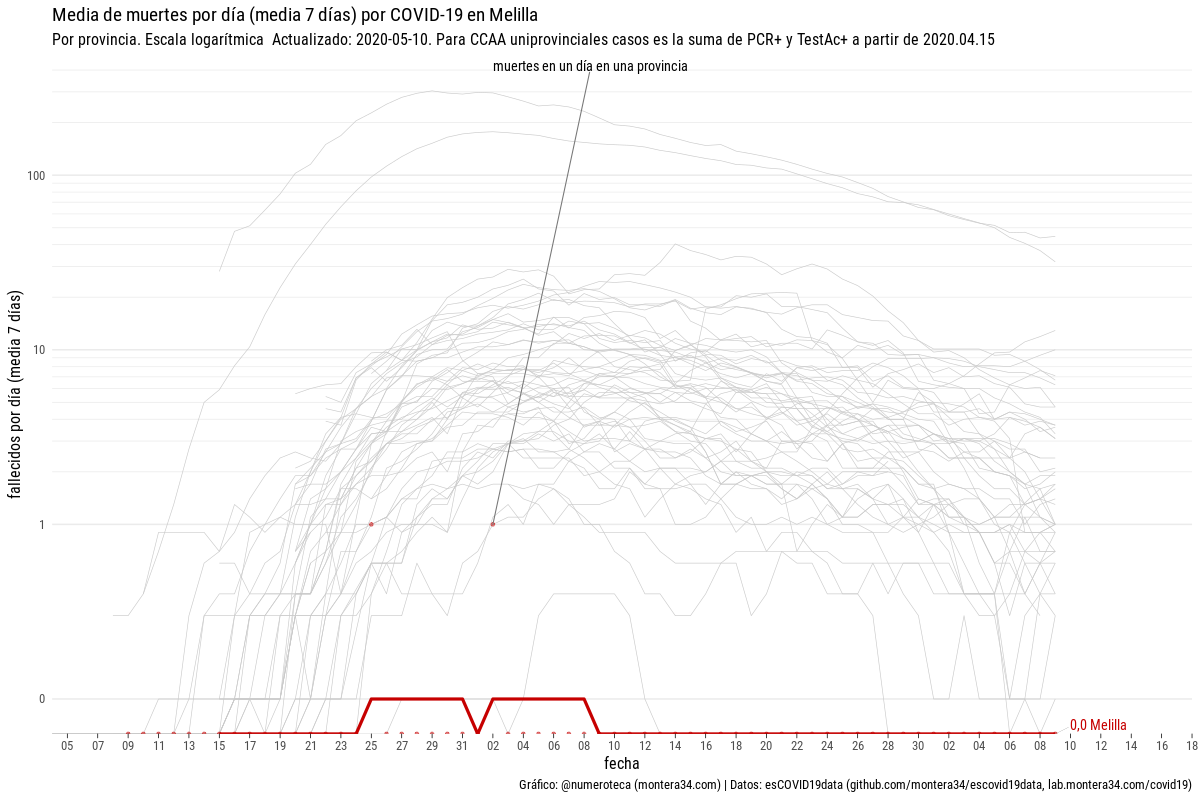 Media de muertes por día (media 7 días) por COVID-19 en Melilla
Por provincia. Escala logarítmica  Actualizado: 2020-05-10. Para CCAA uniprovinciales casos es la suma de PCR+ y TestAc+ a partir de 2020.04.15
muertes en un día en una provincia
100
10
1
0
fallecidos por día (media  7 días)
0,0 Melilla
05 07 09 11 13 15 17 19 21 23 25 27 29 31 02 04 06 08 10 12 14 16 18 20 22 24 26 28 30 02 04 06 08 10 12 14 16 18
fecha
Gráfico: @numeroteca (montera34.com) | Datos: esCOVID19data (github.com/montera34/escovid19data, lab.montera34.com/covid19)